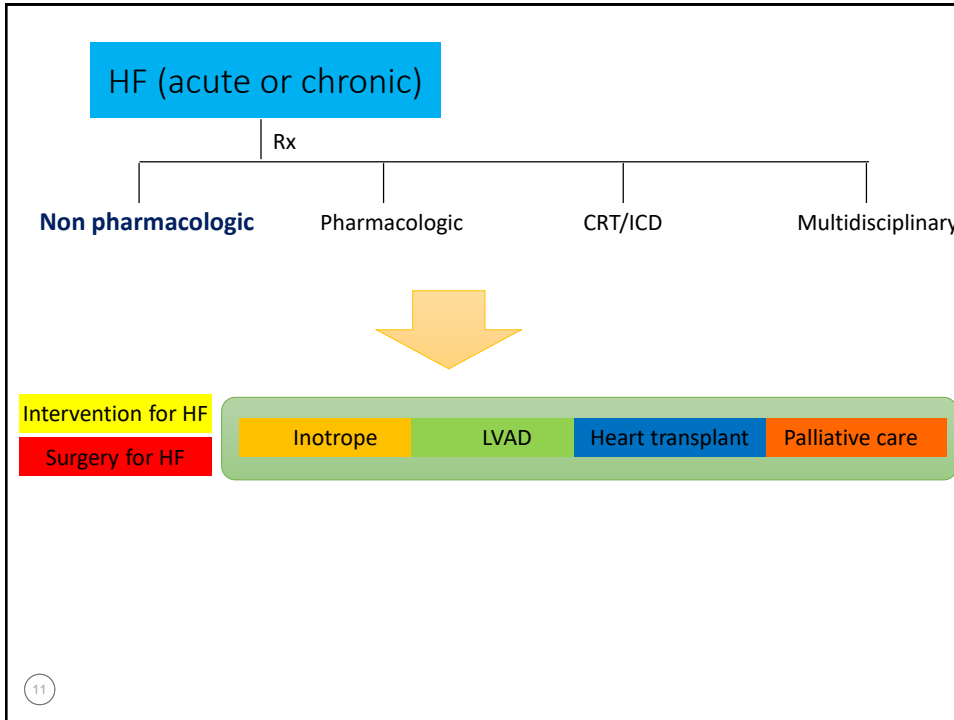 HF (acute or chronic)
Rx
Non pharmacologic
Pharmacologic
CRT/ICD
Multidisciplinary
Intervention for HF
Surgery for HF
Inotrope
LVAD
Heart transplant
Palliative care
11